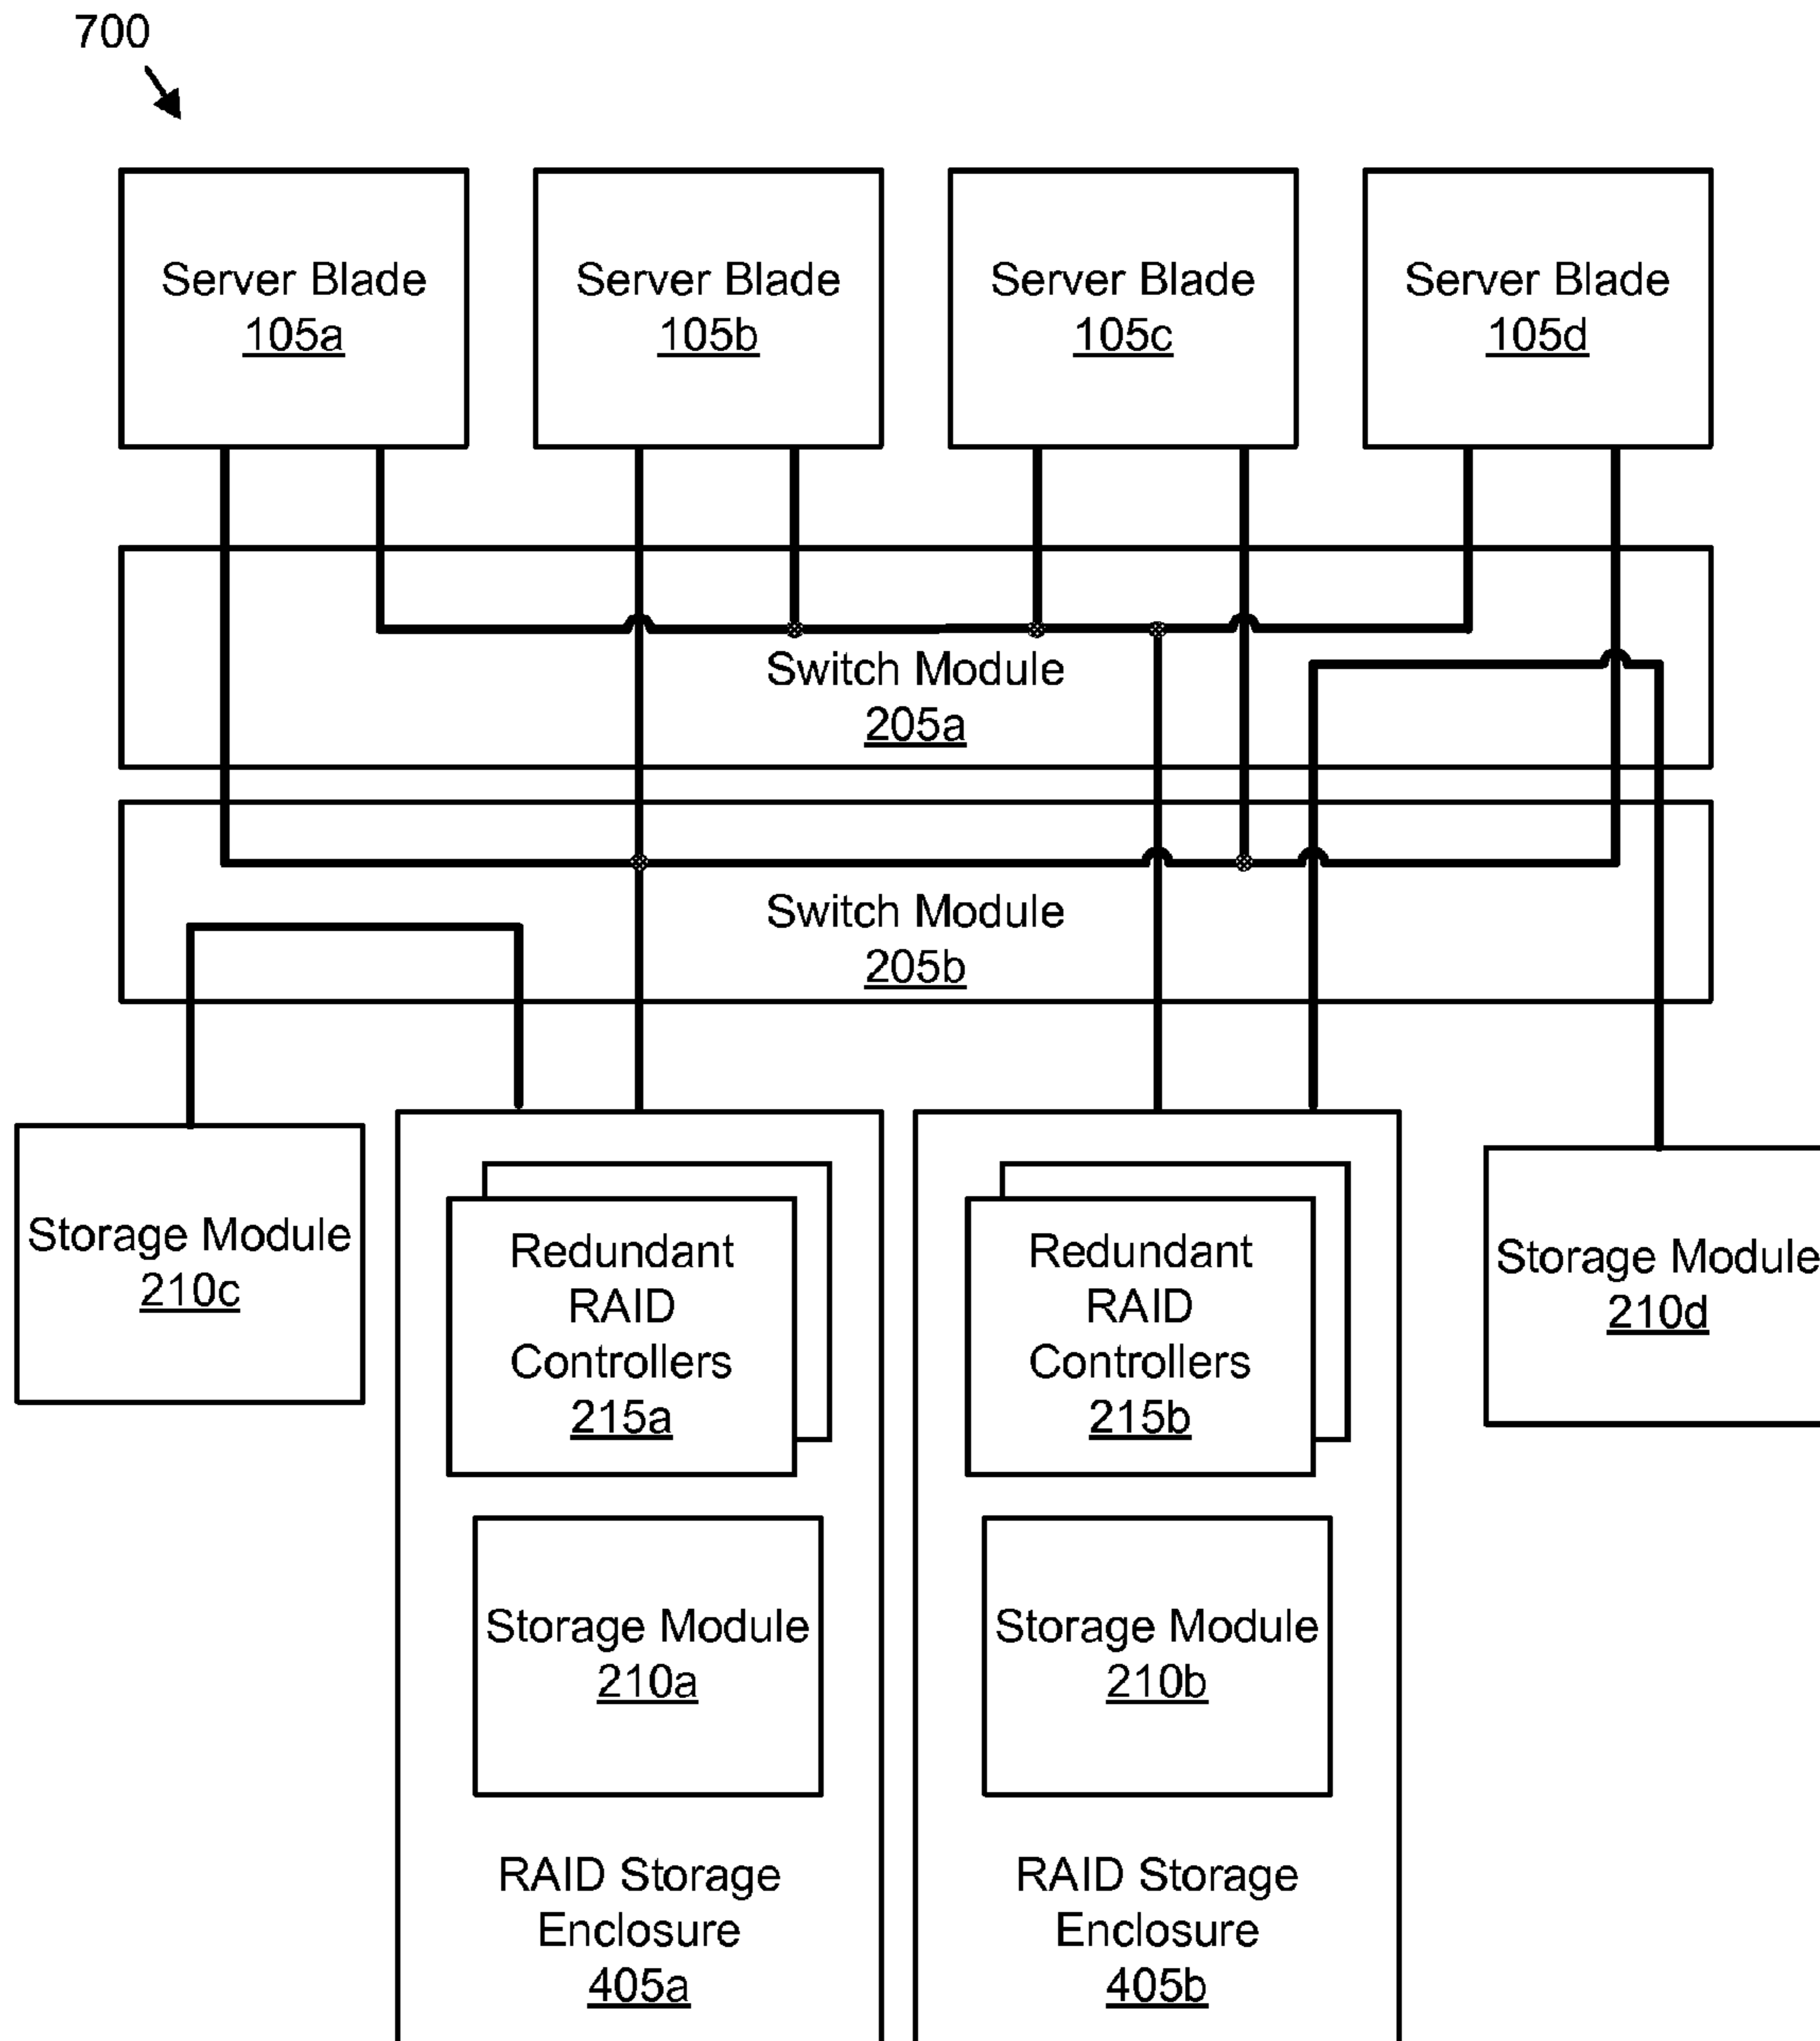 700
Server Blade
105a
Server Blade
105b
Server Blade
105c
Server Blade
105d
Switch Module
205a
Switch Module
205b
Storage Module
210c
Redundant
RAID
Controllers
215a
Redundant
RAID
Controllers
215b
Storage Module
210d
Storage Module
210a
Storage Module
210b
RAID Storage
Enclosure
405a
RAID Storage
Enclosure
405b